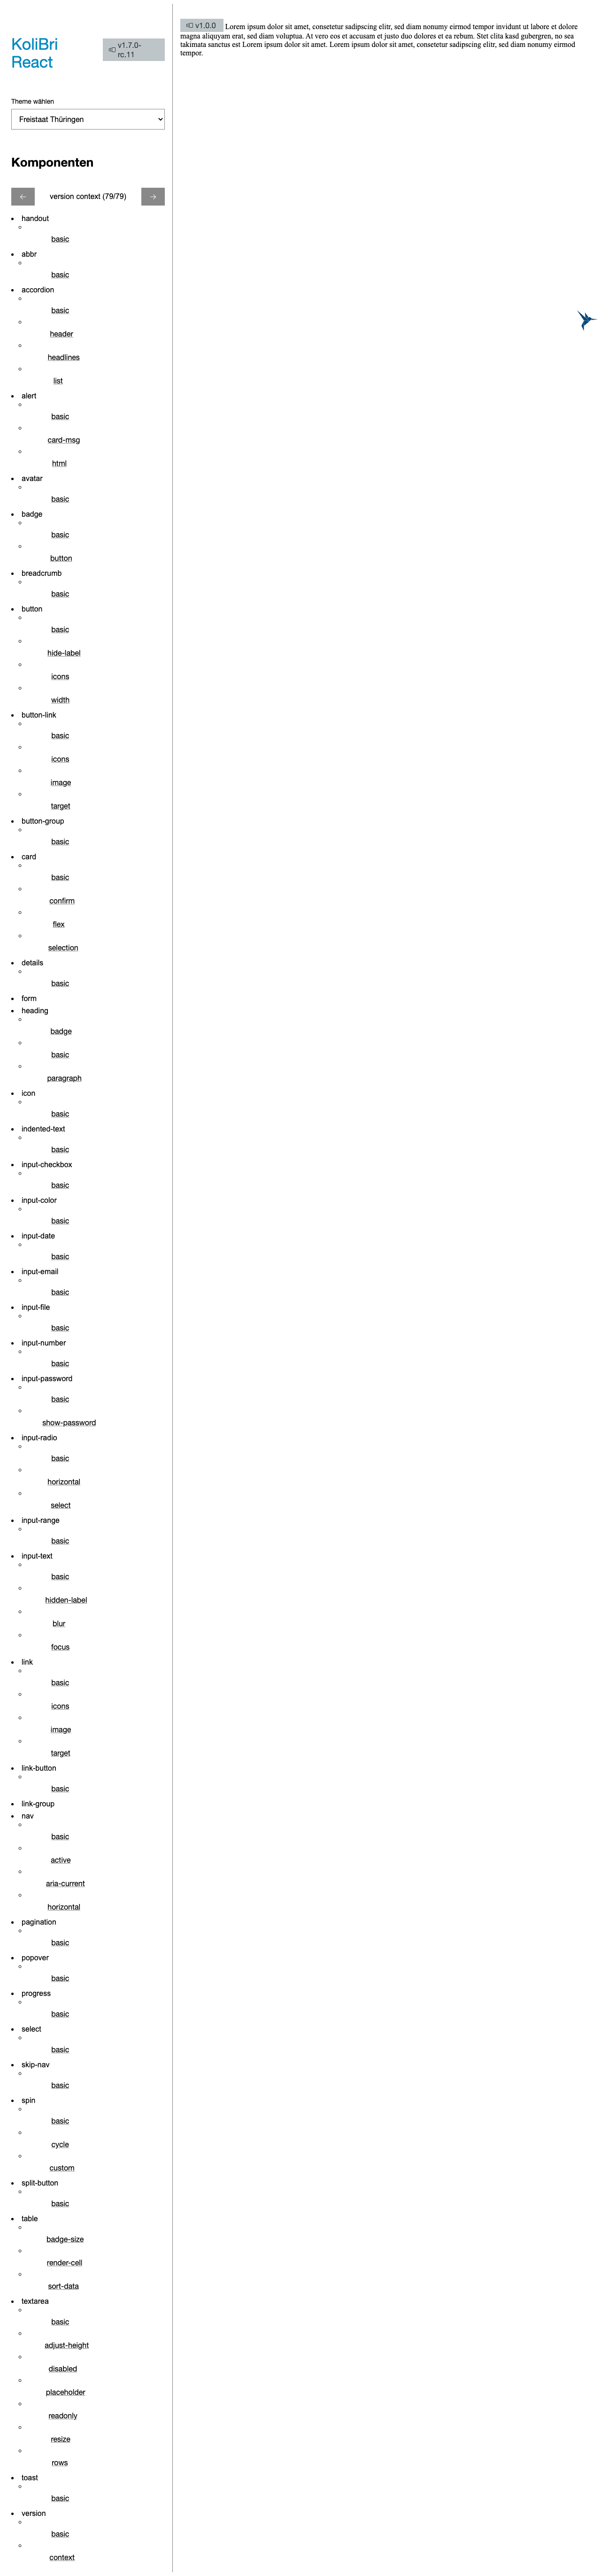 KoliBri
React
v1.7.0-
rc.11
Theme wählen
Freistaat Thüringen
Komponenten
version context (79/79)
handout
basic
abbr
basic
accordion
basic
header
headlines
list
alert
basic
card-msg
html
avatar
basic
badge
basic
button
breadcrumb
basic
button
basic
hide-label
icons
width
button-link
basic
icons
image
target
button-group
basic
card
basic
confirm
flex
selection
details
basic
form
heading
badge
basic
paragraph
icon
basic
indented-text
basic
input-checkbox
basic
input-color
basic
input-date
basic
input-email
basic
input-file
basic
input-number
basic
input-password
basic
show-password
input-radio
basic
horizontal
select
input-range
basic
input-text
basic
hidden-label
blur
focus
link
basic
icons
image
target
link-button
basic
link-group
nav
basic
active
aria-current
horizontal
pagination
basic
popover
basic
progress
basic
select
basic
skip-nav
basic
spin
basic
cycle
custom
split-button
basic
table
badge-size
render-cell
sort-data
textarea
basic
adjust-height
disabled
placeholder
readonly
resize
rows
toast
basic
version
basic
context
v1.0.0 Lorem ipsum dolor sit amet, consetetur sadipscing elitr, sed diam nonumy eirmod tempor invidunt ut labore et dolore
magna aliquyam erat, sed diam voluptua. At vero eos et accusam et justo duo dolores et ea rebum. Stet clita kasd gubergren, no sea
takimata sanctus est Lorem ipsum dolor sit amet. Lorem ipsum dolor sit amet, consetetur sadipscing elitr, sed diam nonumy eirmod
tempor.